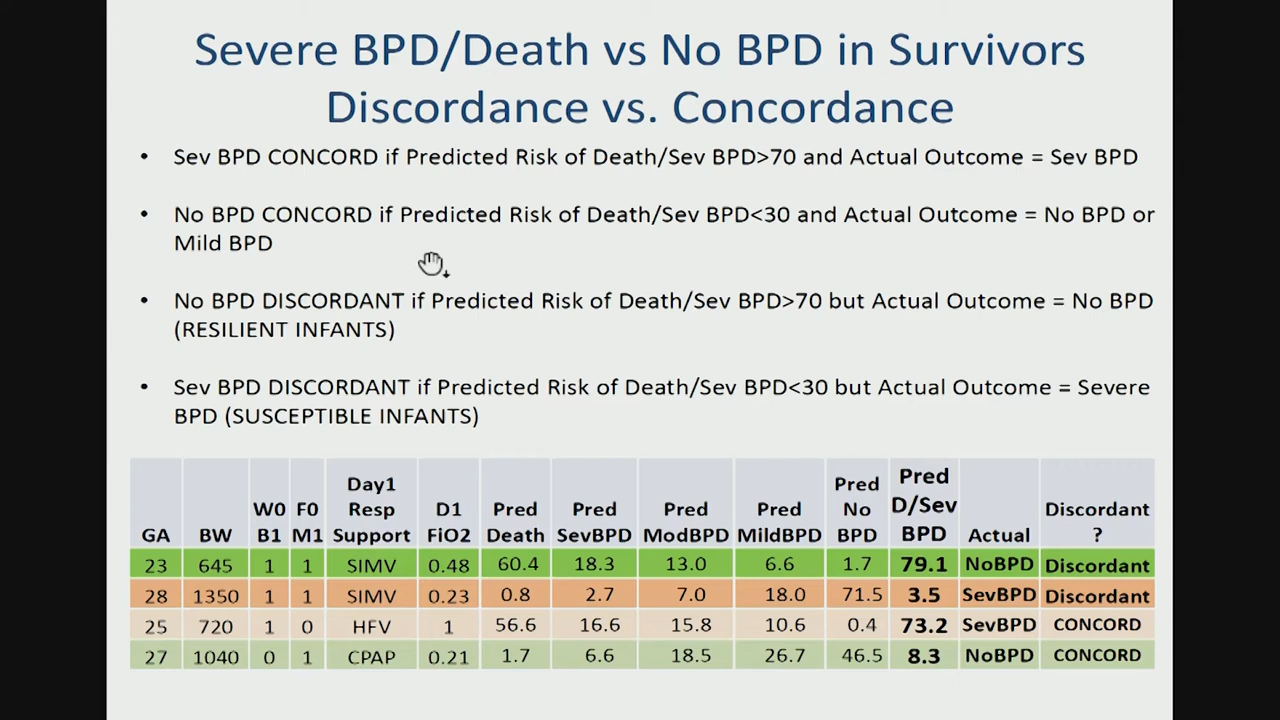 Severe BPD/Death vs No BPD in Survivors
Discordance vs. Concordance
• Sev BPD CONCORD if Predicted Risk of Death/Sev BPD>70 and Actual Outcome = Sev BPD
• No BPD CONCORD if Predicted Risk of Death/Sev BPD<30 and Actual Outcome = No BPD or
Mild BPD
• No BPD DISCORDANT if Predicted Risk of Death/Sev BPD>70 but Actual Outcome = No BPD
(RESILIENT INFANTS)
• Sev BPD DISCORDANT if Predicted Risk of Death/Sev BPD<30 but Actual Outcome = Severe
BPD (SUSCEPTIBLE INFANTS)
GA BW W0 B1 F0 M1 Day1 Resp Support D1 FiO2 Pred Death Pred SevBPD Pred ModBPD Pred MildBPD Pred No BPD Pred D/Sev BPD Actual Discordant ?
23 645 1 1 SIMV 0.48 60.4 18.3 13.0 6.6 1.7 79.1 NoBPD Discordant
28 1350 1 1 SIMV 0.23 0.8 2.7 7.0 18.0 71.5 3.5 SevBPD Discordant
25 720 1 0 HFV 1 56.6 16.6 15.8 10.6 0.4 73.2 SevBPD CONCORD
27 1040 0 1 CPAP 0.21 1.7 6.6 18.5 26.7 46.5 8.3 NoBPD CONCORD